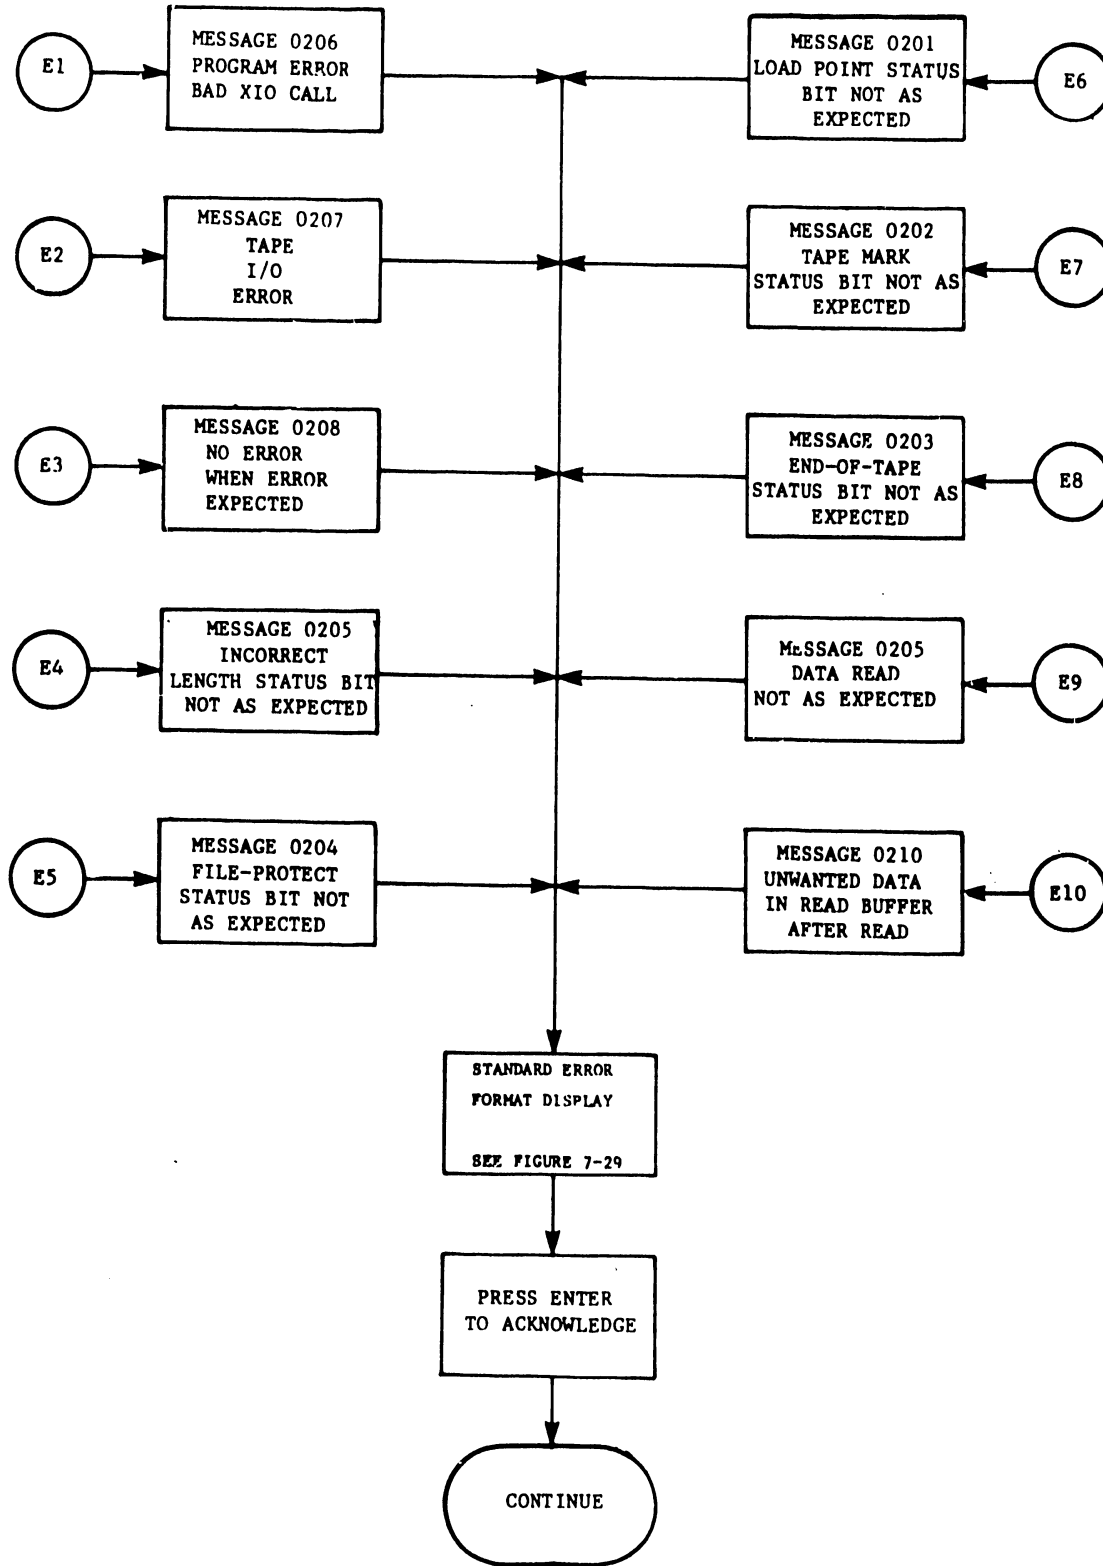 E1
MESSAGE 0206
PROGRAM ERROR
BAD XIO CALL
MESSAGE 0201
LOAD POINT STATUS
BIT NOT AS
EXPECTED
E6
E2
MESSAGE 0207
TAPE
I/O
ERROR
MESSAGE 0202
TAPE MARK
STATUS BIT NOT AS
EXPECTED
E7
E3
MESSAGE 0208
NO ERROR
WHEN ERROR
EXPECTED
MESSAGE 0203
END-OF-TAPE
STATUS BIT NOT AS
EXPECTED
E8
E4
MESSAGE 0205
INCORRECT
LENGTH STATUS BIT
NOT AS EXPECTED
MESSAGE 0205
DATA READ
NOT AS EXPECTED
E9
E5
MESSAGE 0204
FILE-PROTECT
STATUS BIT NOT
AS EXPECTED
MESSAGE 0210
UNWANTED DATA
IN READ BUFFER
AFTER READ
E10
STANDARD ERROR
FORMAT DISPLAY
SEE FIGURE 7-29
PRESS ENTER
TO ACKNOWLEDGE
CONTINUE